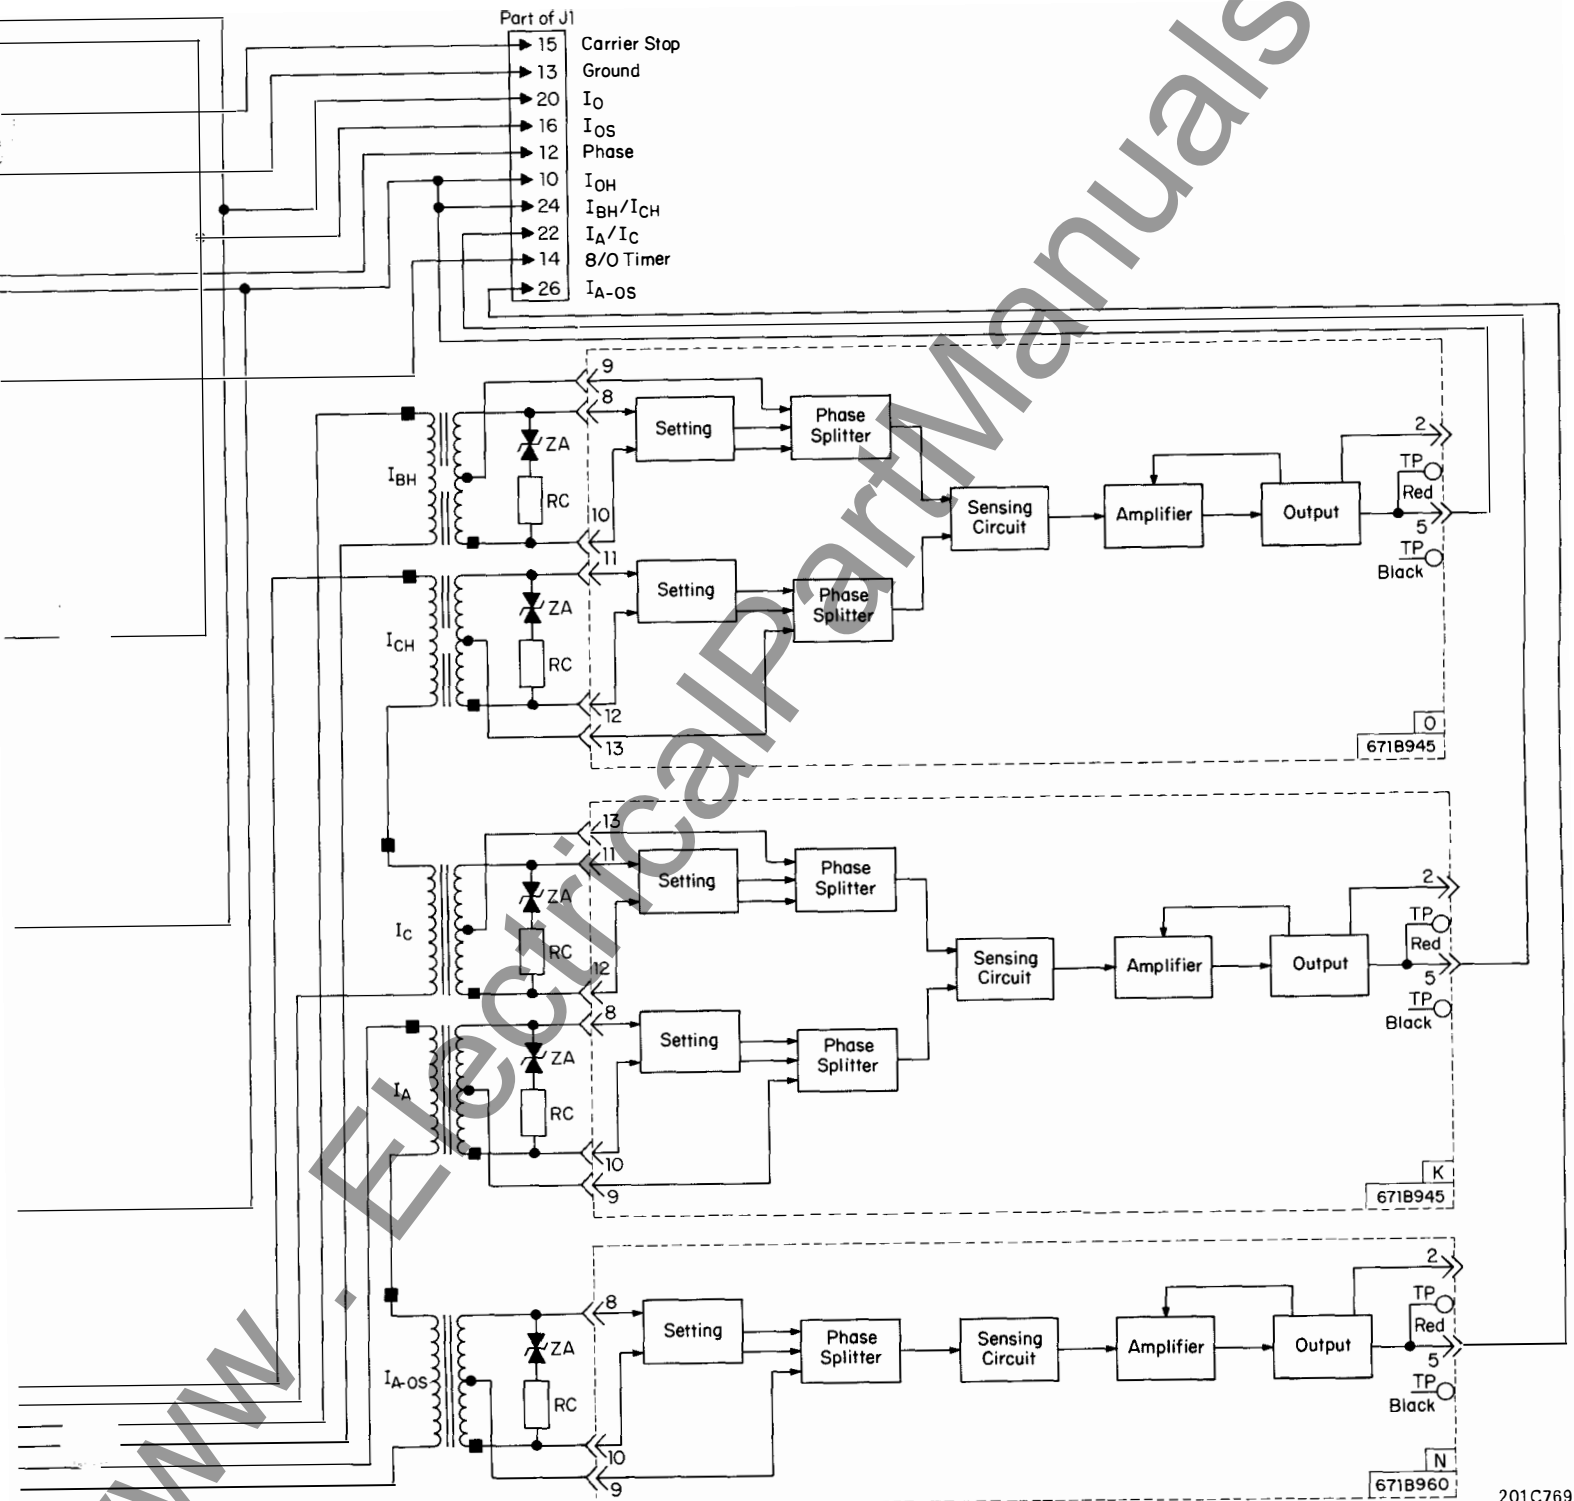 Part of J1
15 Carrier Stop
13 Ground
20 IO
16 IOS
12 Phase
10 IOH
24 IBH/ICH
22 IA/IC
14 8/0 Timer
26 IA-OS
9
8
Setting
Phase
Splitter
2
ZA
IBH
TP
Red
RC
10
Sensing
Circuit
Amplifier
Output
5
11
TP
Black
Setting
Phase
Splitter
ZA
ICH
RC
12
13
O
671B945
13
11
Setting
Phase
Splitter
2
ZA
IC
TP
Red
RC
12
Sensing
Circuit
Amplifier
Output
5
TP
Black
8
Setting
Phase
Splitter
ZA
IA
RC
10
9
K
671B945
2
8
TP
Red
Setting
Phase
Splitter
Sensing
Circuit
Amplifier
Output
ZA
5
IA-OS
TP
Black
RC
10
9
N
671B960
201C769
www.ElectricalPartManuals